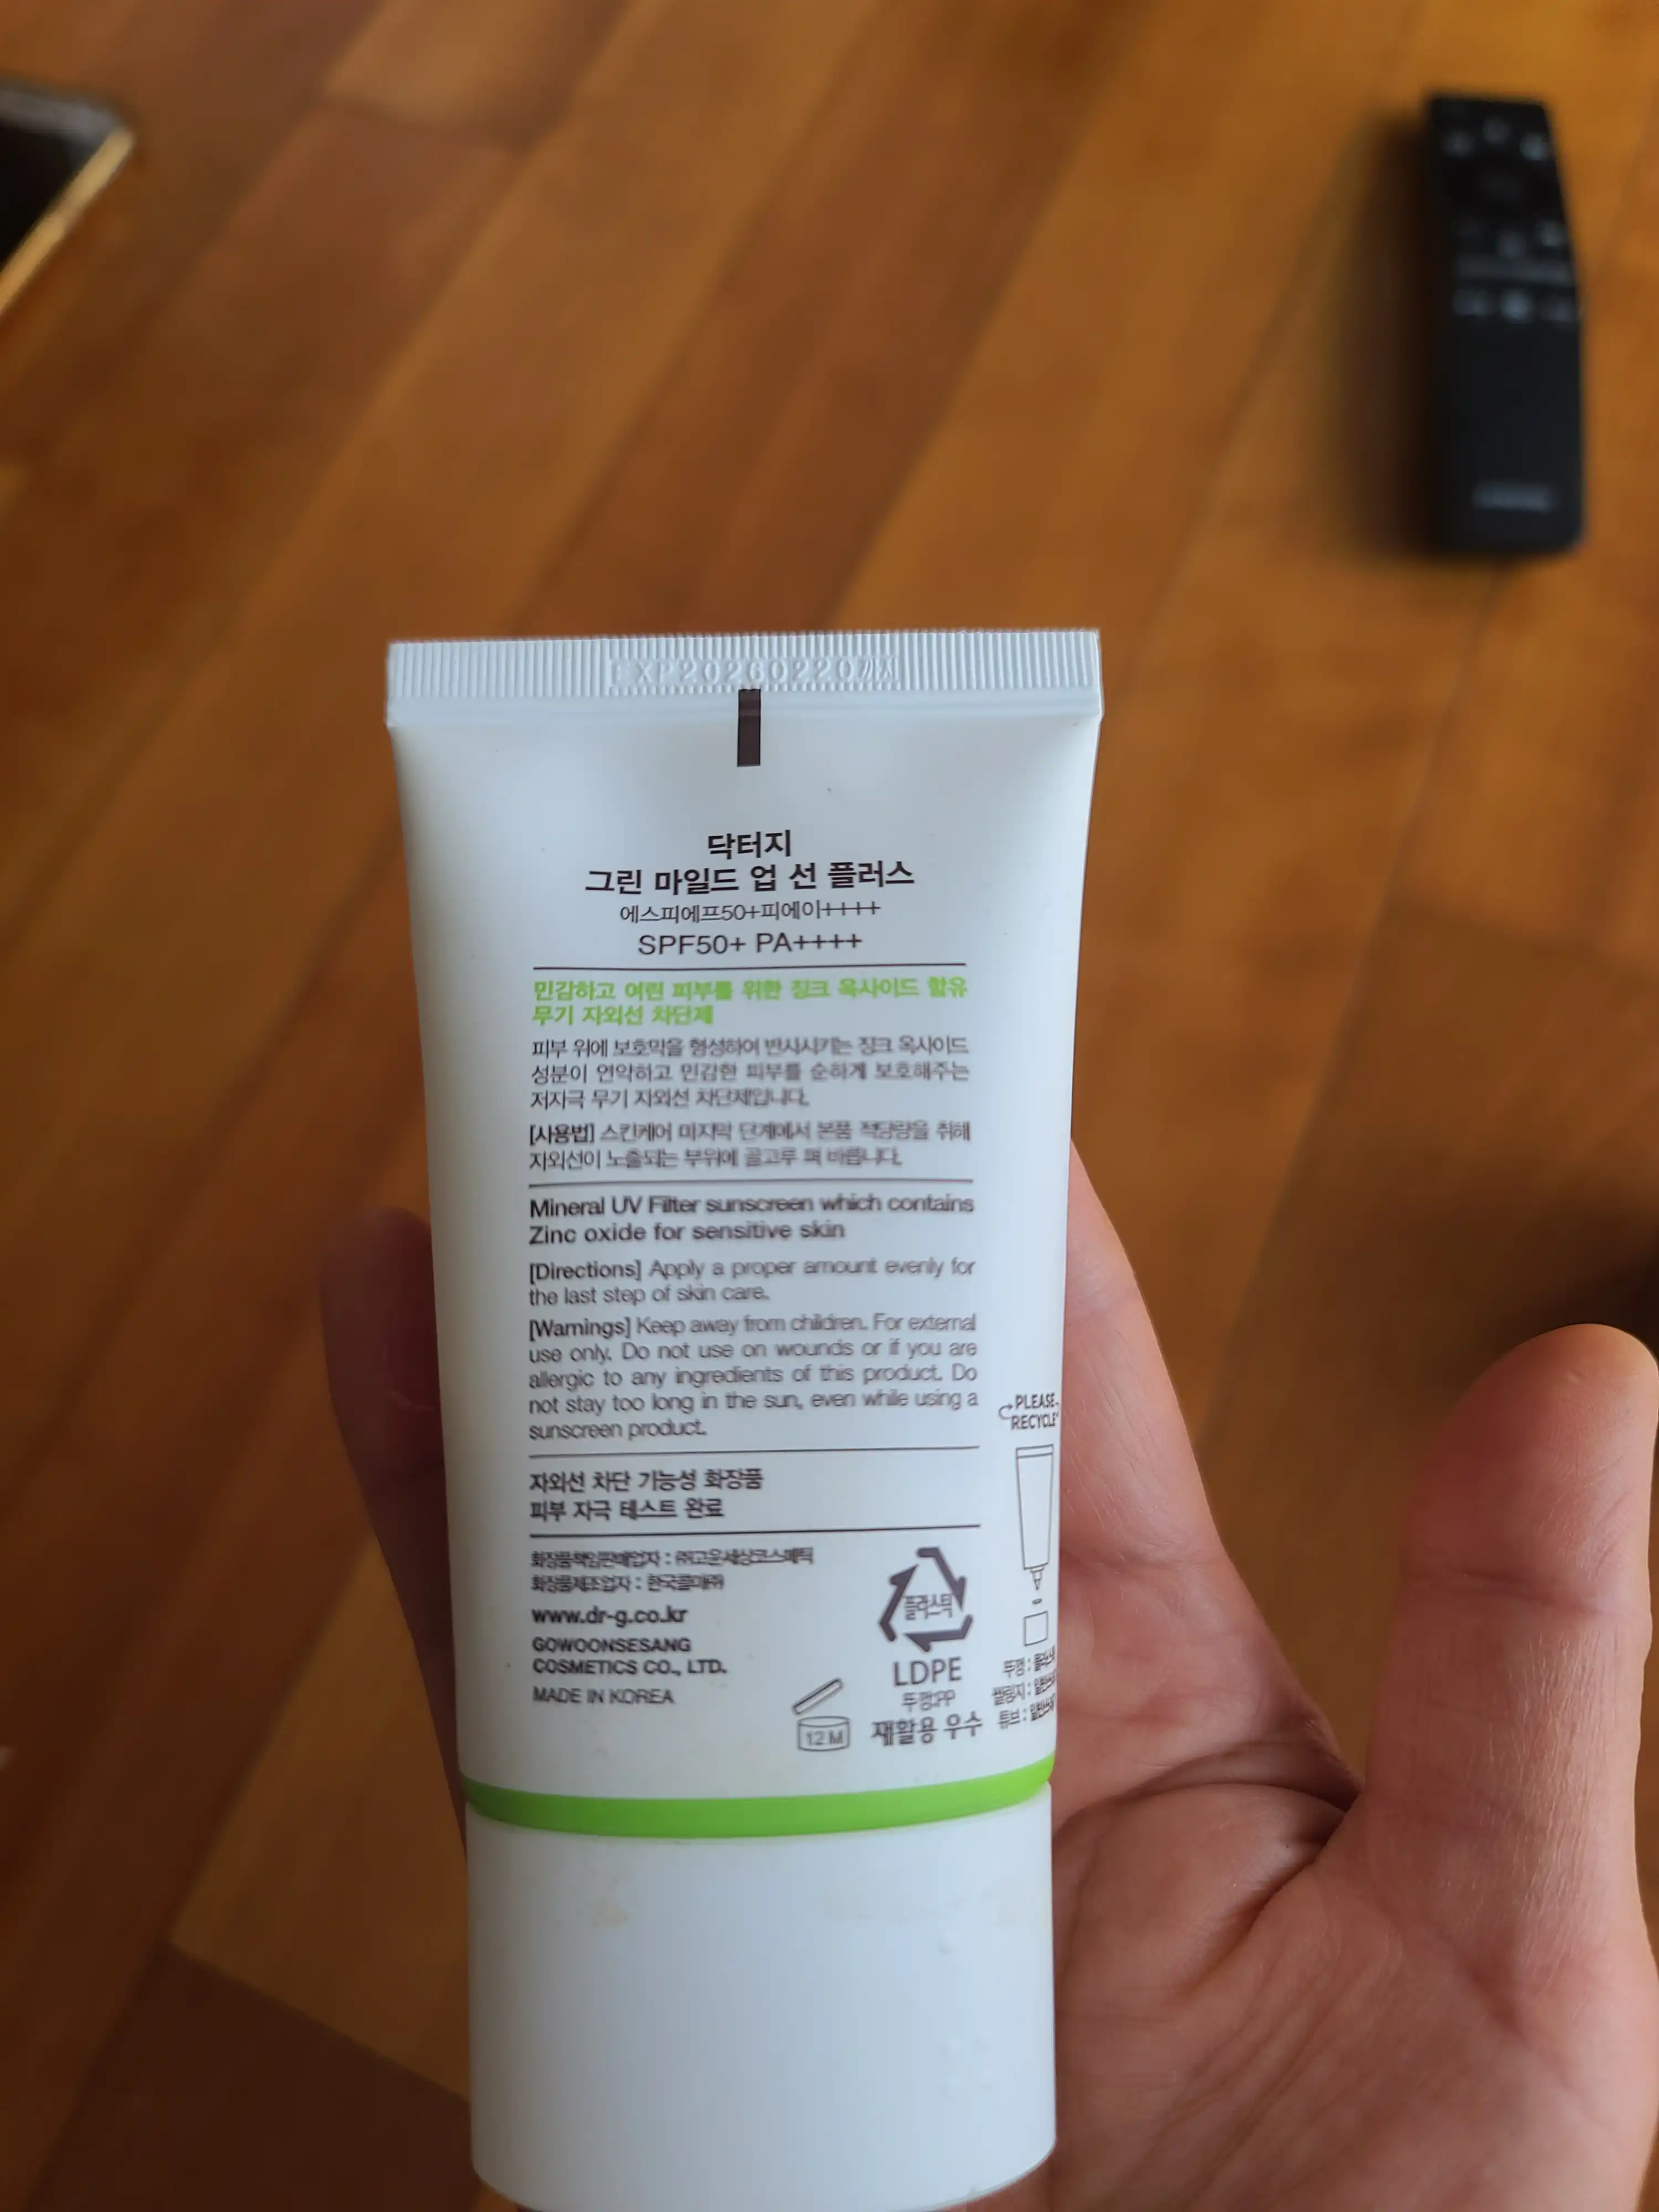 EXP20260220까지
닥터지
그린 마일드 업 선 플러스
에스피에프50+피에이++++
SPF50+ PA++++
민감하고 여린 피부를 위한 징크 옥사이드 함유
무기 자외선 차단제
피부 위에 보호막을 형성하여 반사시키는 징크 옥사이드
성분이 연약하고 민감한 피부를 순하게 보호해주는
저자극 무기 자외선 차단제입니다.
[사용법] 스킨케어 마지막 단계에서 본품 적당량을 취해
자외선이 노출되는 부위에 골고루 펴 바릅니다.
Mineral UV Filter sunscreen which contains
Zinc oxide for sensitive skin
[Directions] Apply a proper amount evenly for
the last step of skin care.
[Warnings] Keep away from children. For external
use only. Do not use on wounds or if you are
allergic to any ingredients of this product. Do
not stay too long in the sun, even while using a
sunscreen product.
자외선 차단 기능성 화장품
피부 자극 테스트 완료
화장품책임판매업자 : ㈜고운세상코스메틱
화장품제조업자 : 한국콜마㈜
www.dr-g.co.kr
GOWOONSESANG
COSMETICS CO., LTD.
MADE IN KOREA
12M
플라스틱
LDPE
뚜껑:PP
재활용 우수
PLEASE
RECYCLE
뚜껑 :
씰링지 :
튜브 :